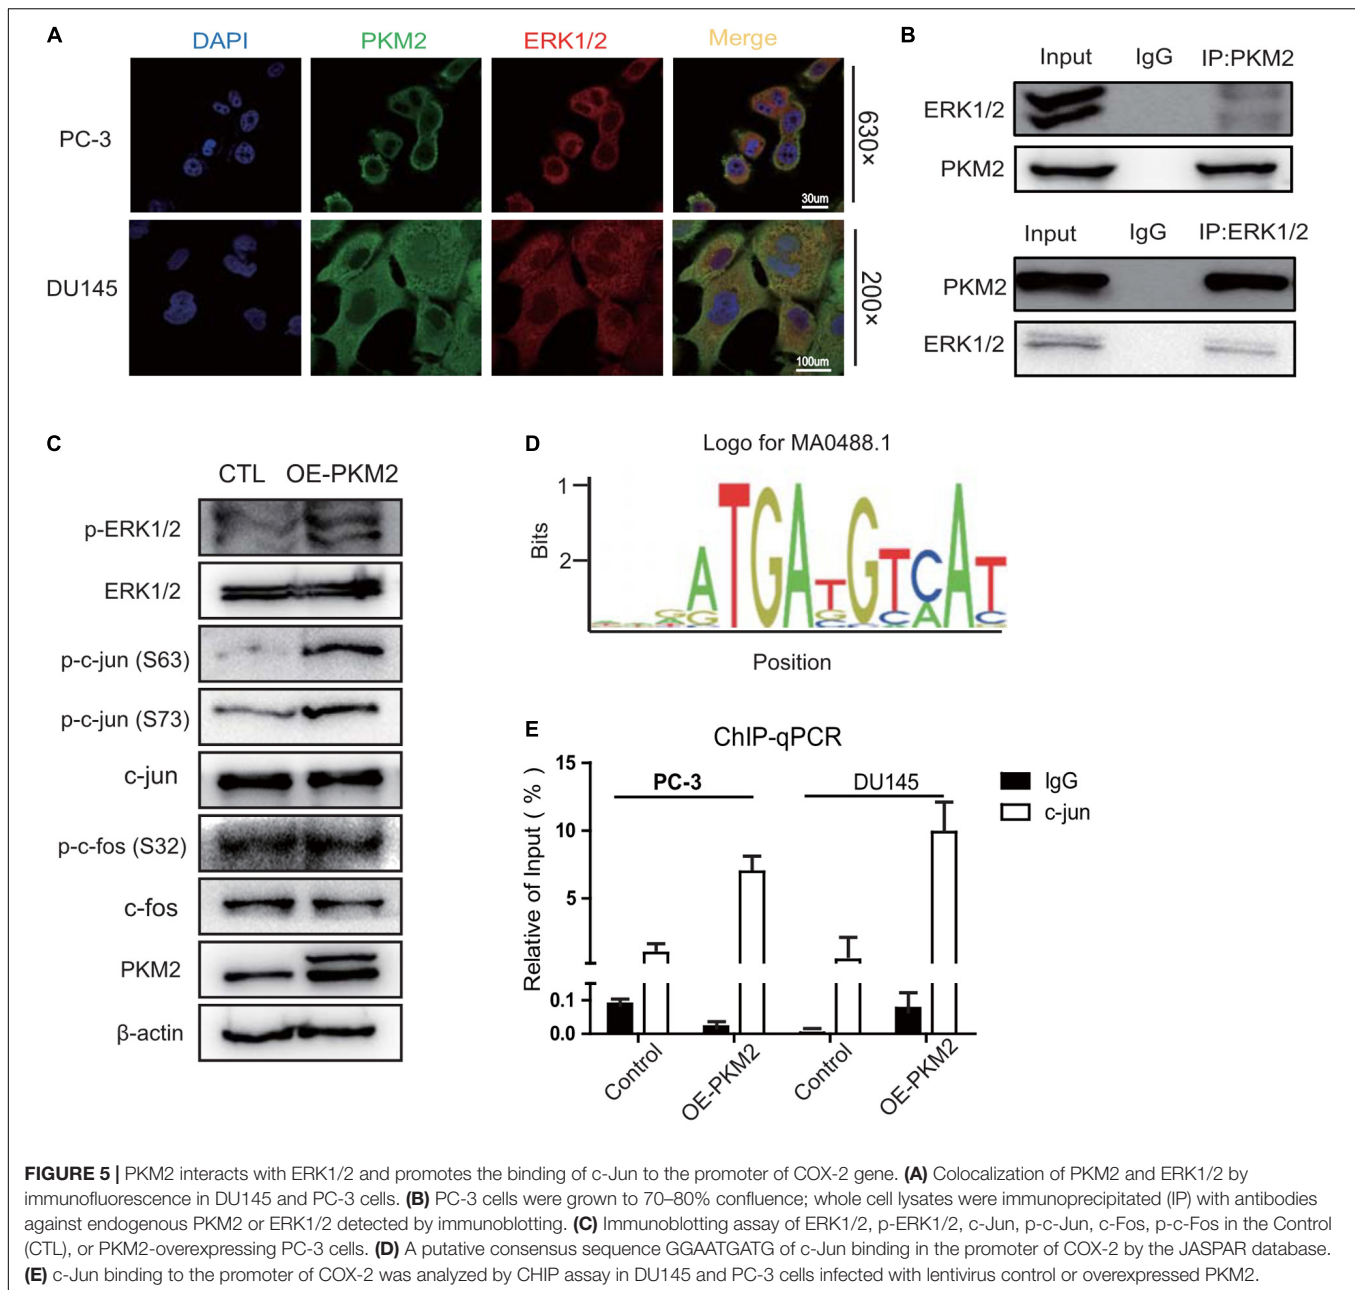 A
DAPI PKM2 ERK1/2 Merge
PC-3
630×
30um
DU145
200×
100um
B
Input IgG IP:PKM2
ERK1/2
PKM2
Input IgG IP:ERK1/2
PKM2
ERK1/2
C
CTL OE-PKM2
p-ERK1/2
ERK1/2
p-c-jun (S63)
p-c-jun (S73)
c-jun
p-c-fos (S32)
c-fos
PKM2
β-actin
D
Logo for MA0488.1
1
2
Bits
ATGATGTCAT
Position
E
ChIP-qPCR
Relative of Input ( % )
15
10
5
0.1
0.0
PC-3 DU145
IgG
c-jun
Control OE-PKM2 Control OE-PKM2
FIGURE 5 | PKM2 interacts with ERK1/2 and promotes the binding of c-Jun to the promoter of COX-2 gene. (A) Colocalization of PKM2 and ERK1/2 by
immunofluorescence in DU145 and PC-3 cells. (B) PC-3 cells were grown to 70–80% confluence; whole cell lysates were immunoprecipitated (IP) with antibodies
against endogenous PKM2 or ERK1/2 detected by immunoblotting. (C) Immunoblotting assay of ERK1/2, p-ERK1/2, c-Jun, p-c-Jun, c-Fos, p-c-Fos in the Control
(CTL), or PKM2-overexpressing PC-3 cells. (D) A putative consensus sequence GGAATGATG of c-Jun binding in the promoter of COX-2 by the JASPAR database.
(E) c-Jun binding to the promoter of COX-2 was analyzed by CHIP assay in DU145 and PC-3 cells infected with lentivirus control or overexpressed PKM2.